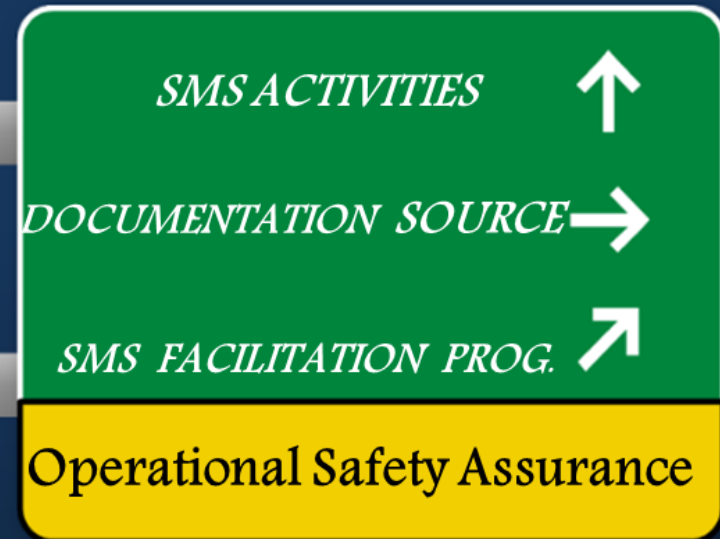 SMS ACTIVITIES
DOCUMENTATION SOURCE
SMS FACILITATION PROG.
Operational Safety Assurance